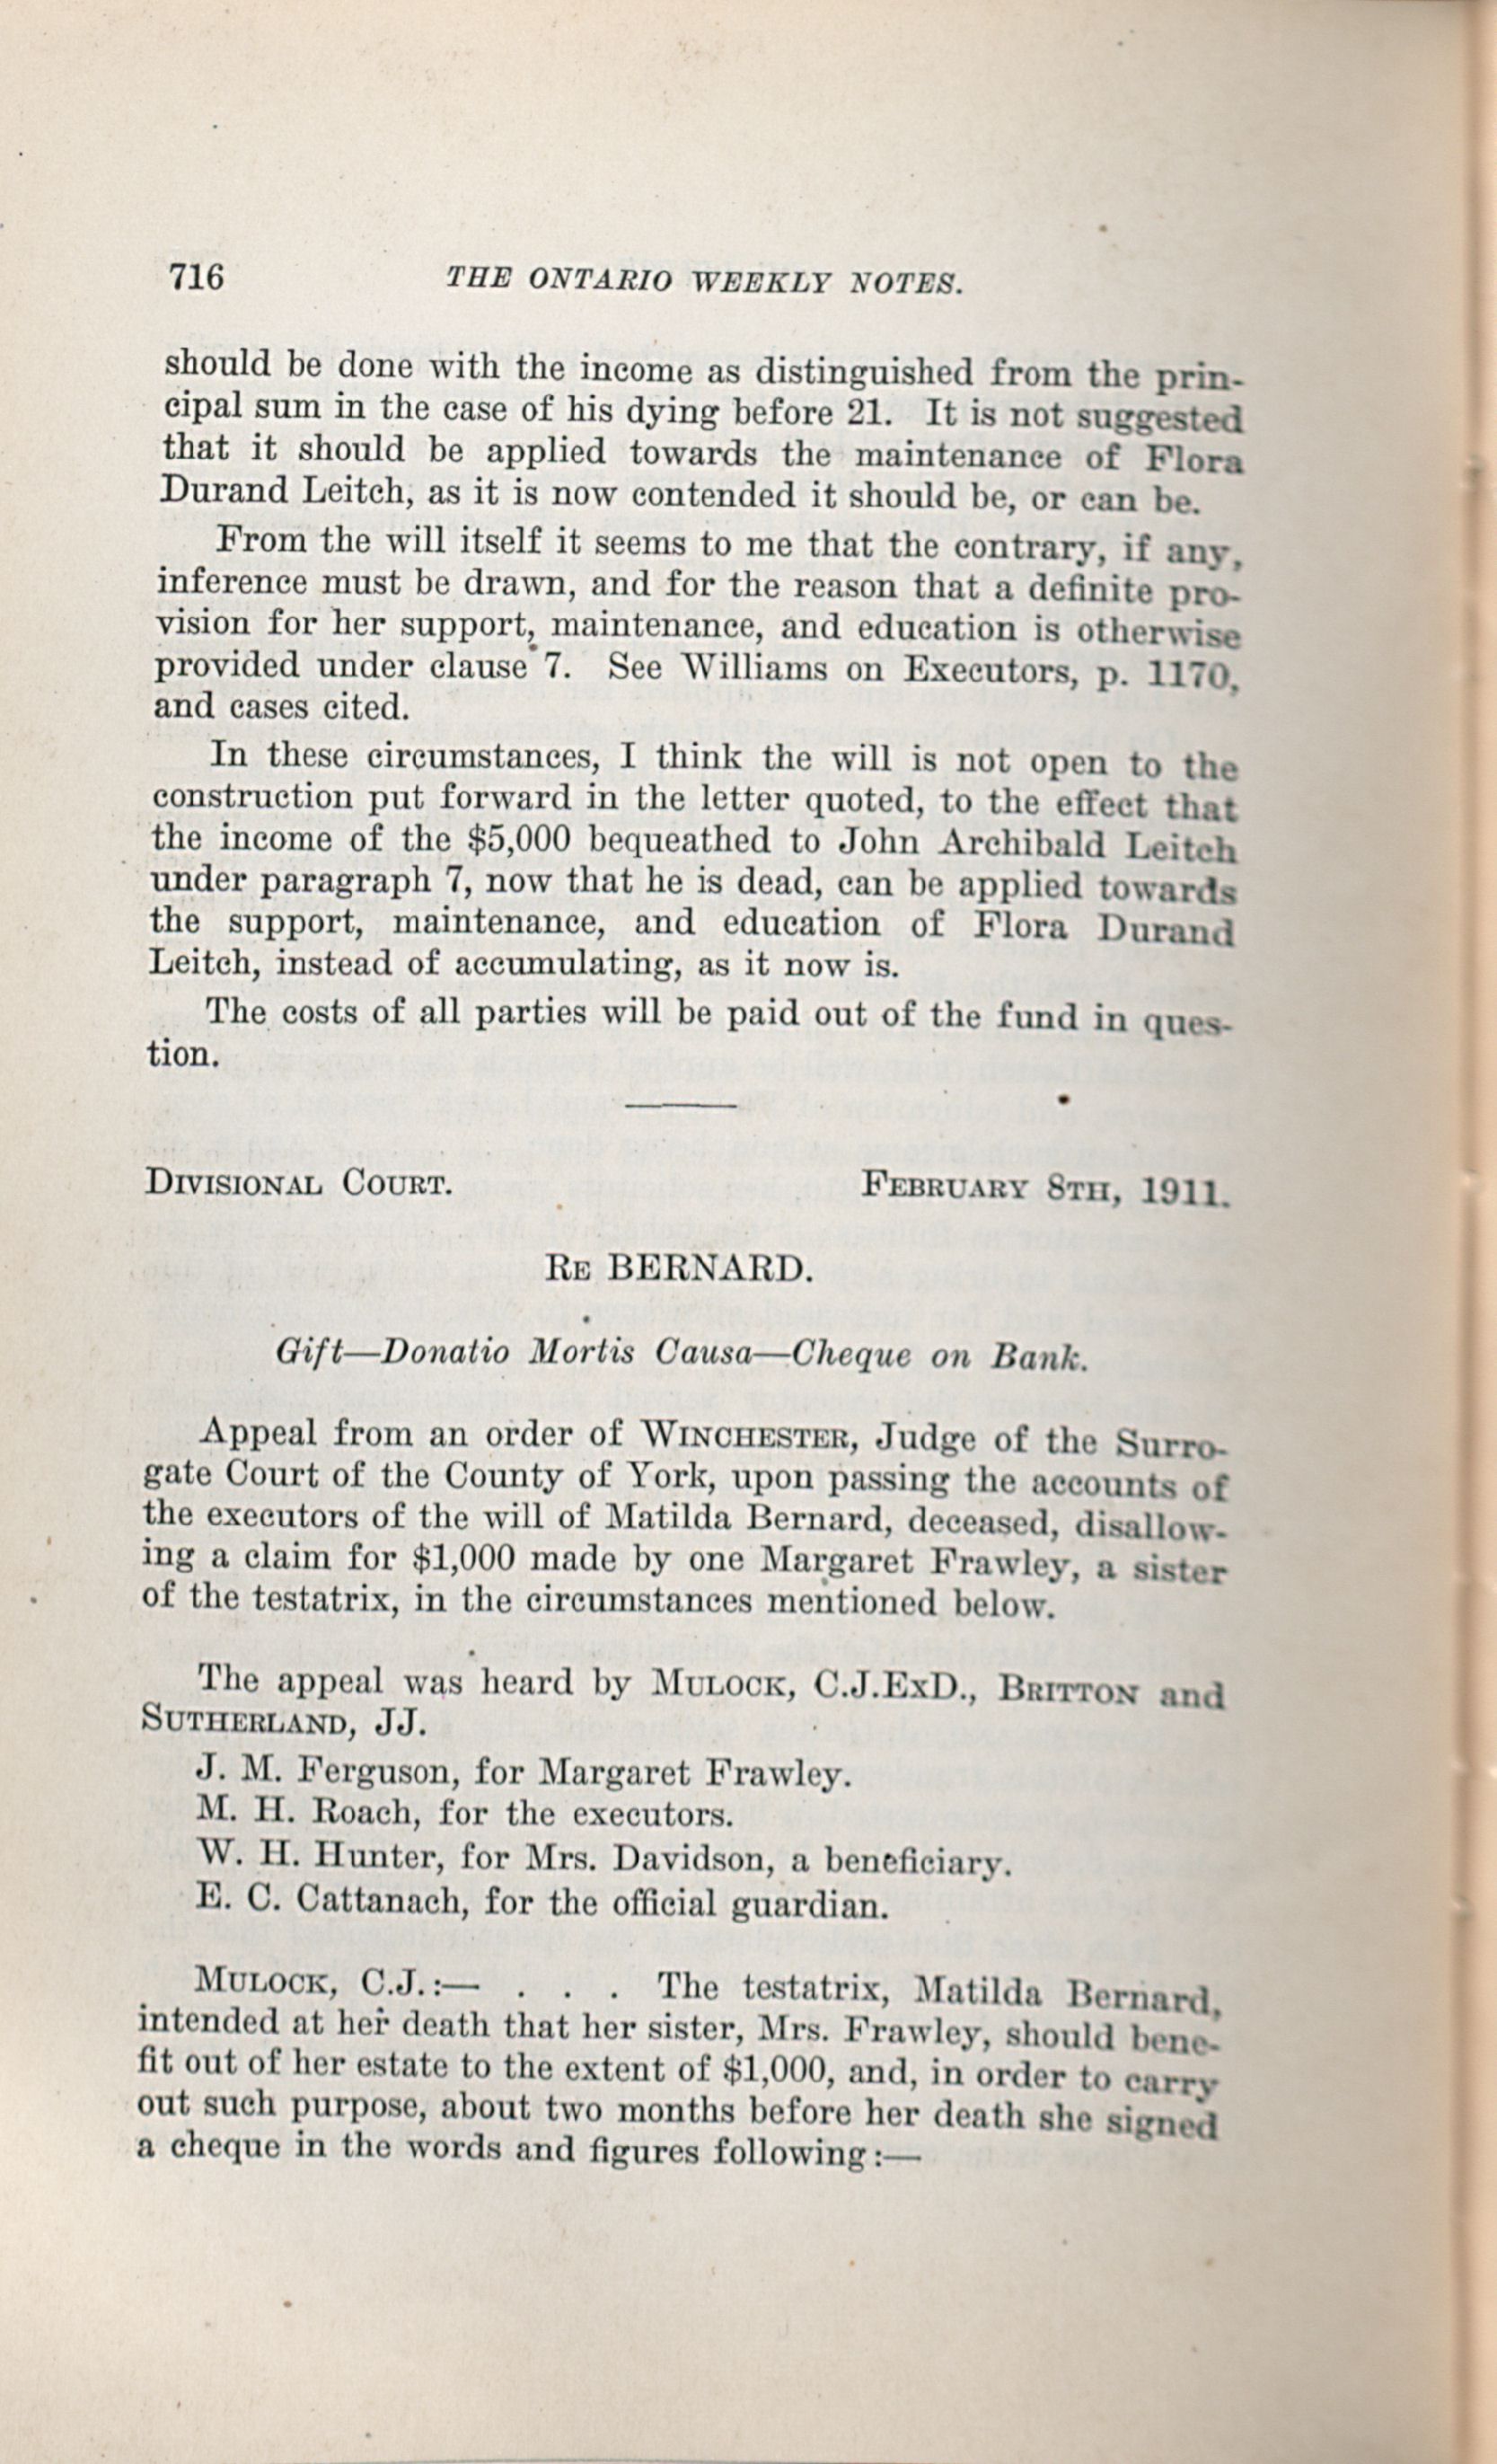 716 THE ONTARIO WEEKLY NOTES.
should be done with the income as distinguished from the prin-
cipal sum in the case of his dying before 21. It is not suggested
that it should be applied towards the maintenance of Flora
Durand Leitch, as it is now contended it should be, or can be.
From the will itself it seems to me that the contrary, if any,
inference must be drawn, and for the reason that a definite pro-
vision for her support, maintenance, and education is otherwise
provided under clause 7. See Williams on Executors, p. 1170,
and cases cited.
In these circumstances, I think the will is not open to the
construction put forward in the letter quoted, to the effect that
the income of the $5,000 bequeathed to John Archibald Leitch
under paragraph 7, now that he is dead, can be applied towards
the support, maintenance, and education of Flora Durand
Leitch, instead of accumulating, as it now is.
The costs of all parties will be paid out of the fund in ques-
tion.
DIVISIONAL COURT. FEBRUARY 8TH, 1911.
RE BERNARD.
Gift—Donatio Mortis Causa—Cheque on Bank.
Appeal from an order of WINCHESTER, Judge of the Surro-
gate Court of the County of York, upon passing the accounts of
the executors of the will of Matilda Bernard, deceased, disallow-
ing a claim for $1,000 made by one Margaret Frawley, a sister
of the testatrix, in the circumstances mentioned below.
The appeal was heard by MULOCK, C.J.EXD., BRITTON and
SUTHERLAND, JJ.
J. M. Ferguson, for Margaret Frawley.
M. H. Roach, for the executors.
W. H. Hunter, for Mrs. Davidson, a beneficiary.
E. C. Cattanach, for the official guardian.
MULOCK, C.J.:— . . . The testatrix, Matilda Bernard,
intended at her death that her sister, Mrs. Frawley, should bene-
fit out of her estate to the extent of $1,000, and, in order to carry
out such purpose, about two months before her death she signed
a cheque in the words and figures following:—